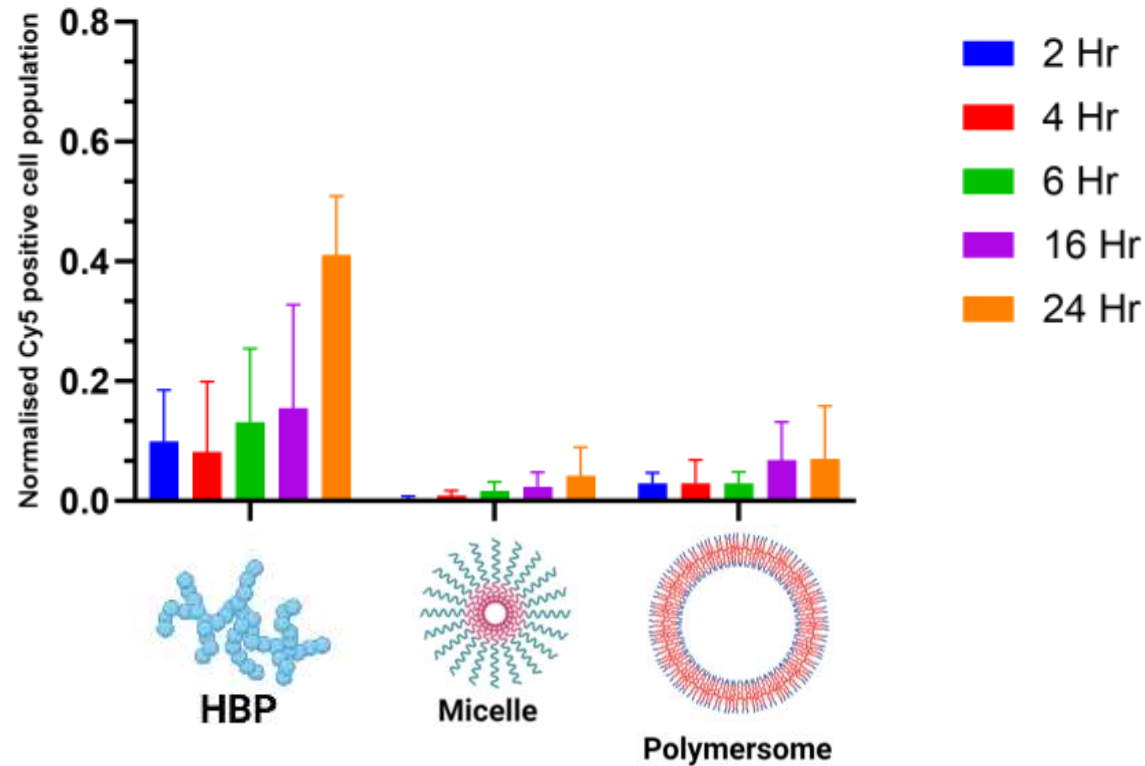 Normalised Cy5 positive cell population
0.8
0.6
0.4
0.2
0.0
2 Hr
4 Hr
6 Hr
16 Hr
24 Hr
HBP
Micelle
Polymersome